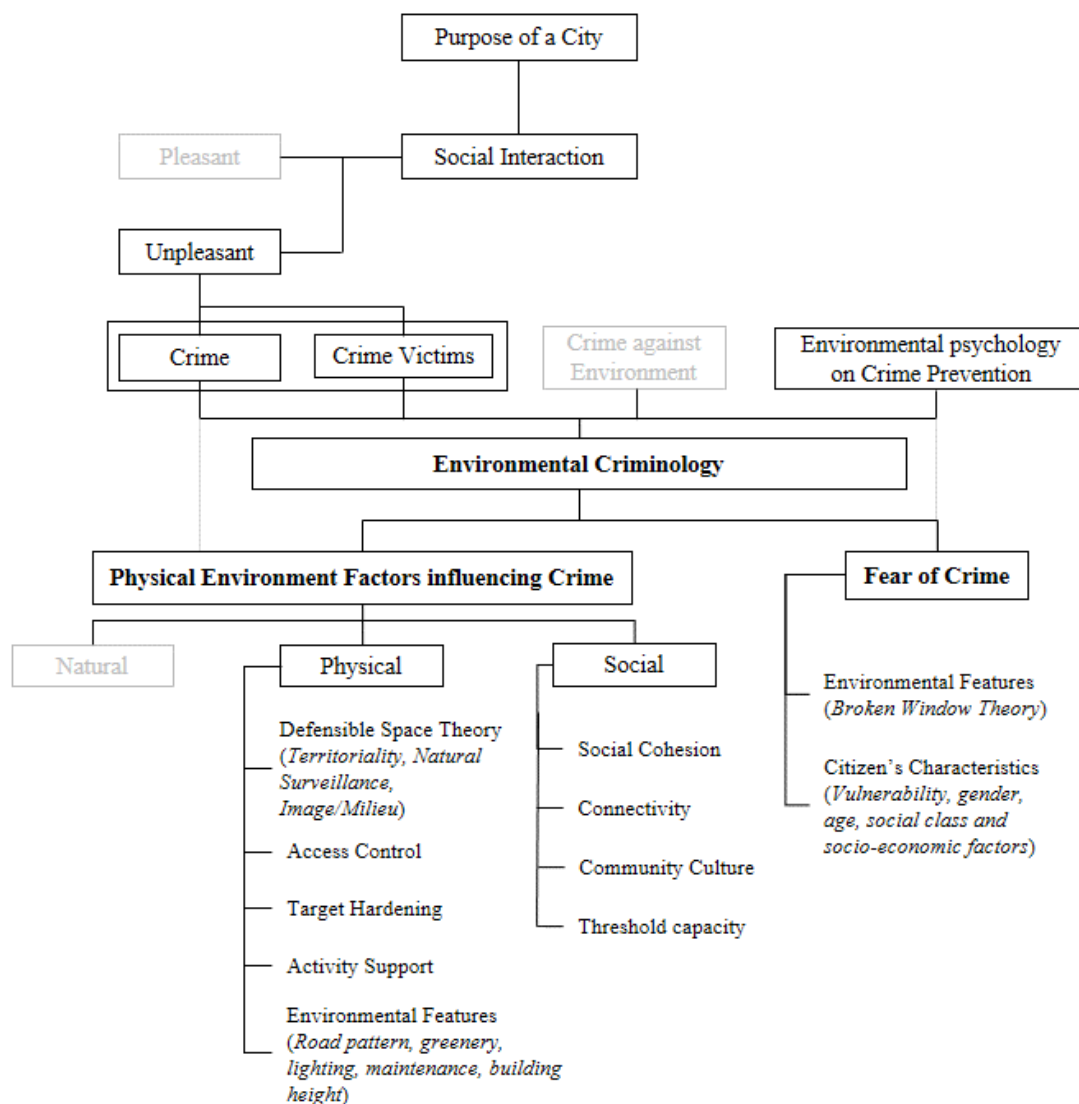 Purpose of a City
Pleasant
Social Interaction
Unpleasant
Crime
Crime Victims
Crime against
Environment
Environmental psychology
on Crime Prevention
Environmental Criminology
Physical Environment Factors influencing Crime
Fear of Crime
Natural
Physical
Social
Defensible Space Theory
(Territoriality, Natural
Surveillance,
Image/Milieu)
Access Control
Target Hardening
Activity Support
Environmental Features
(Road pattern, greenery,
lighting, maintenance, building
height)
Social Cohesion
Connectivity
Community Culture
Threshold capacity
Environmental Features
(Broken Window Theory)
Citizen’s Characteristics
(Vulnerability, gender,
age, social class and
socio-economic factors)